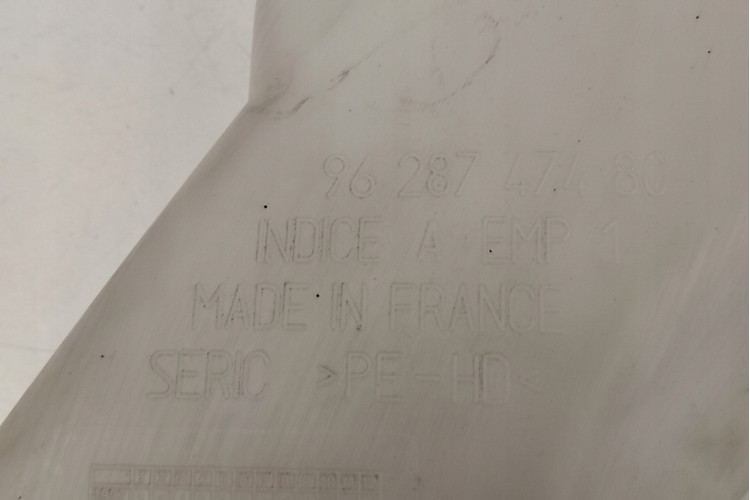 96 287 474 80
INDICE A EMP 1
MADE IN FRANCE
SERIC >PE-HD<